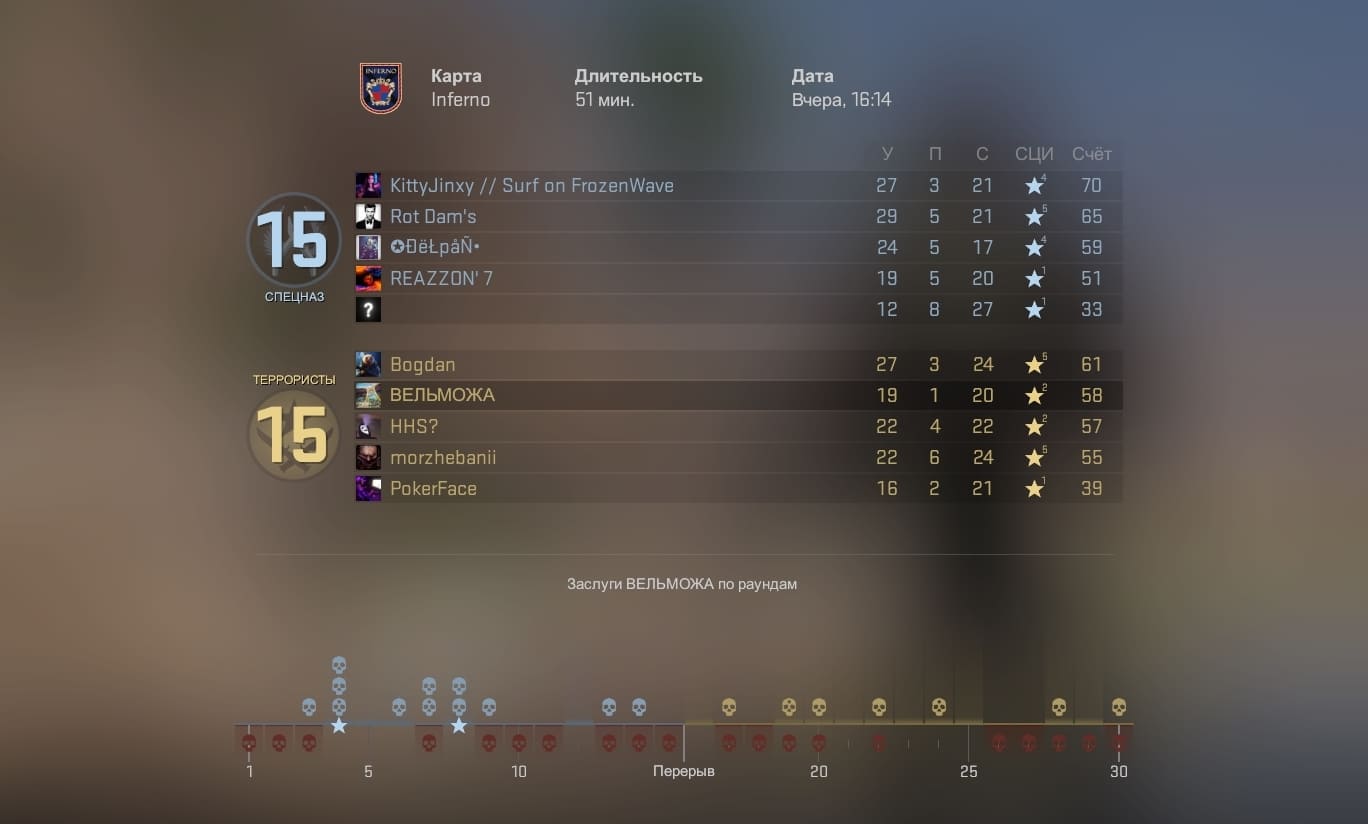 INFERNO
Карта Длительность Дата
Inferno 51 мин. Вчера, 16:14
У П С СЦИ Счёт
KittyJinxy // Surf on FrozenWave 27 3 21 ★4 70
Rot Dam's 29 5 21 ★5 65
✪ĐëŁpåÑ• 24 5 17 ★4 59
REAZZON' 7 19 5 20 ★1 51
? 12 8 27 ★1 33
15
СПЕЦНАЗ
ТЕРРОРИСТЫ
15
Bogdan 27 3 24 ★5 61
ВЕЛЬМОЖА 19 1 20 ★2 58
HHS? 22 4 22 ★2 57
morzhebanii 22 6 24 ★5 55
PokerFace 16 2 21 ★1 39
Заслуги ВЕЛЬМОЖА по раундам
1 5 10 Перерыв 20 25 30